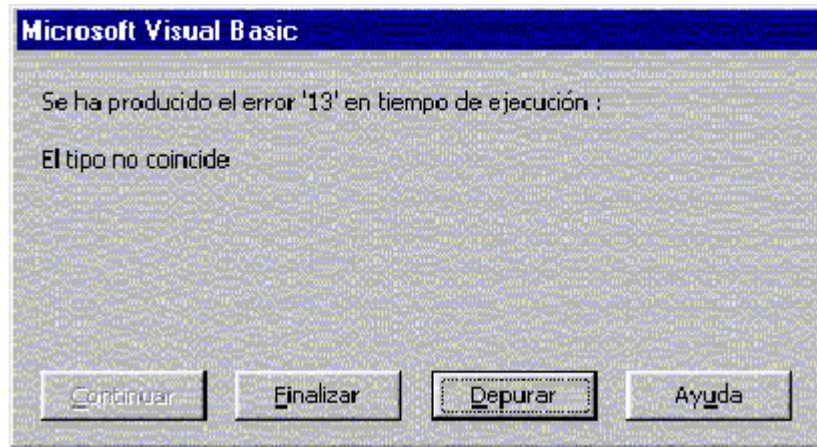 Microsoft Visual Basic
Se ha producido el error '13' en tiempo de ejecución :
El tipo no coincide
Continuar Finalizar Depurar Ayuda